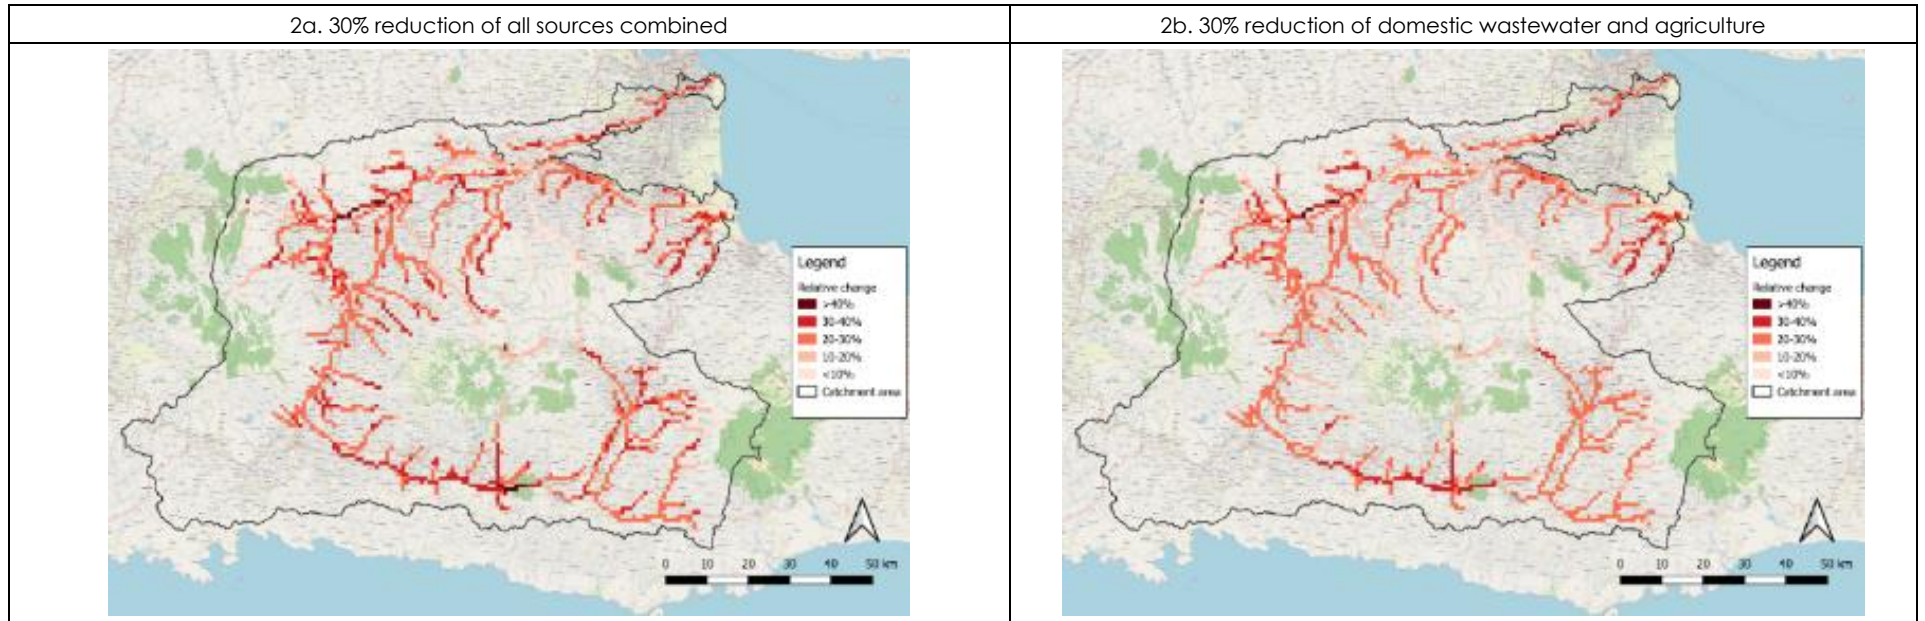 2a. 30% reduction of all sources combined
2b. 30% reduction of domestic wastewater and agriculture
Legend
Relative change
>40%
30-40%
20-30%
10-20%
<10%
Catchment area
0 10 20 30 40 50 km
Legend
Relative change
>40%
30-40%
20-30%
10-20%
<10%
Catchment area
0 10 20 30 40 50 km